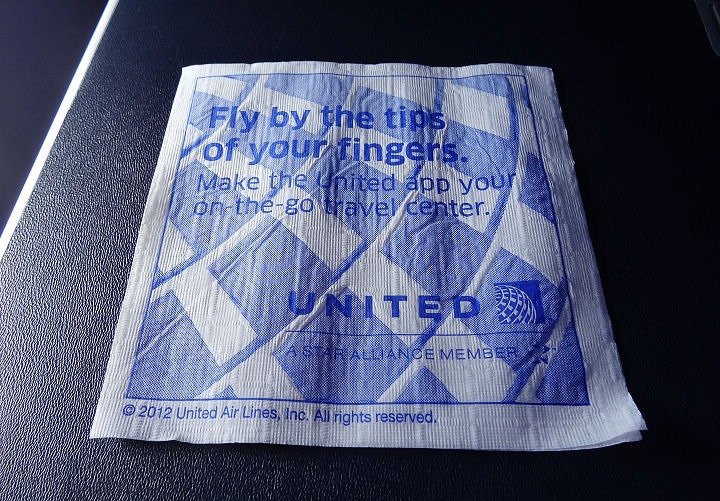 Fly by the tips
of your fingers.
Make the United app your
on-the-go travel center.
UNITED
A STAR ALLIANCE MEMBER
© 2012 United Air Lines, Inc. All rights reserved.